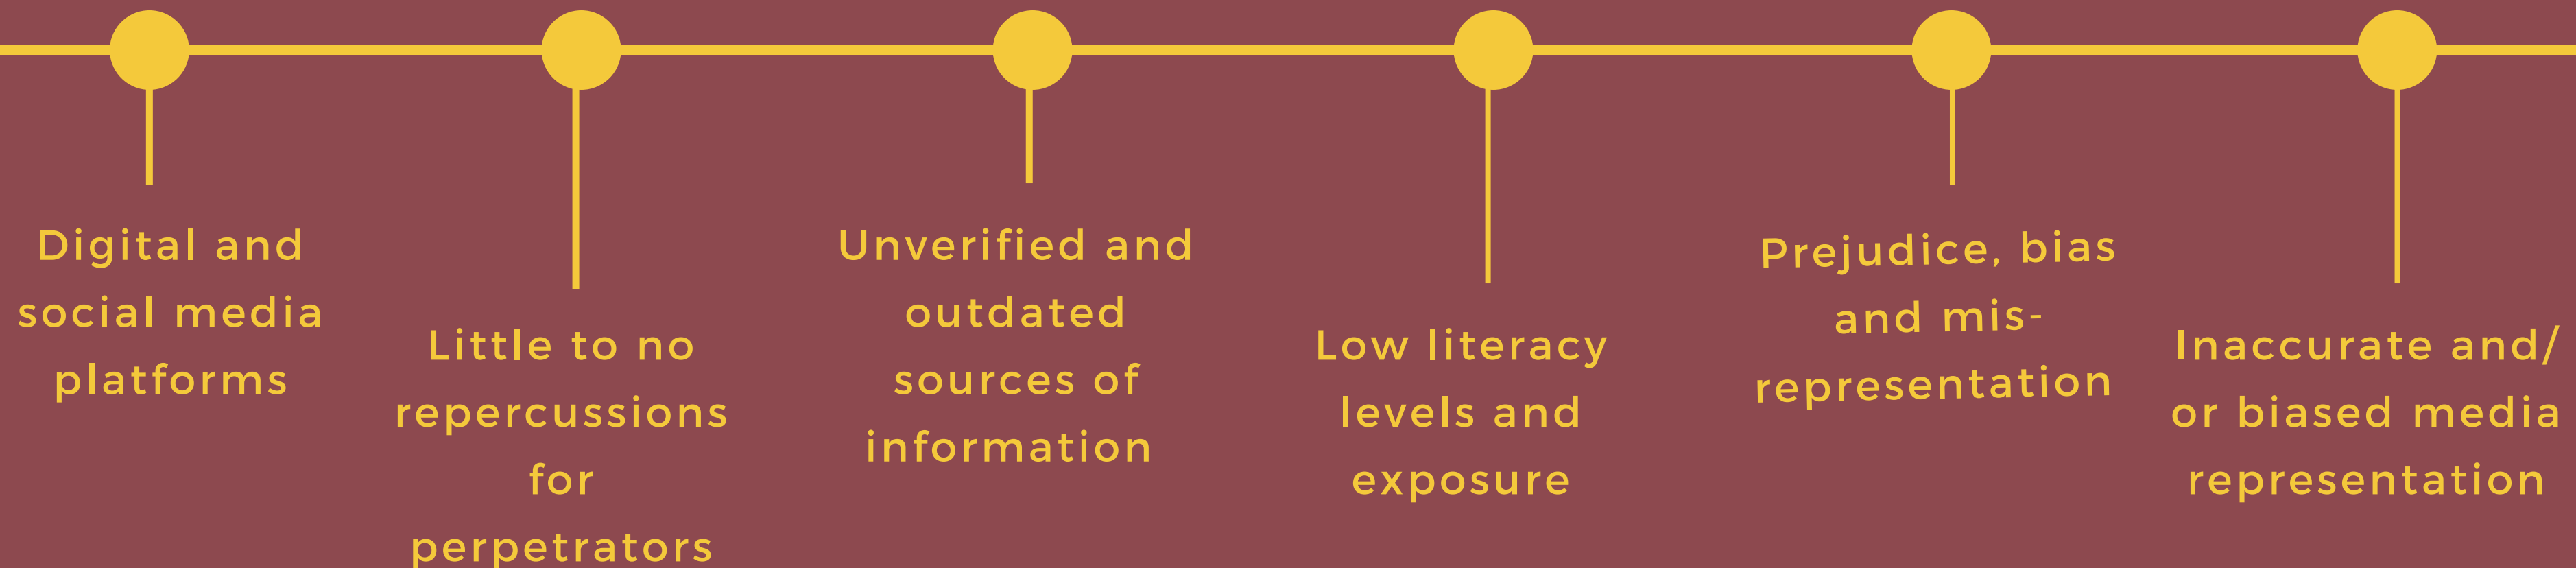 Digital and
social media
platforms
Little to no
repercussions
for
perpetrators
Unverified and
outdated
sources of
information
Low literacy
levels and
exposure
Prejudice, bias
and mis-
representation
Inaccurate and/
or biased media
representation